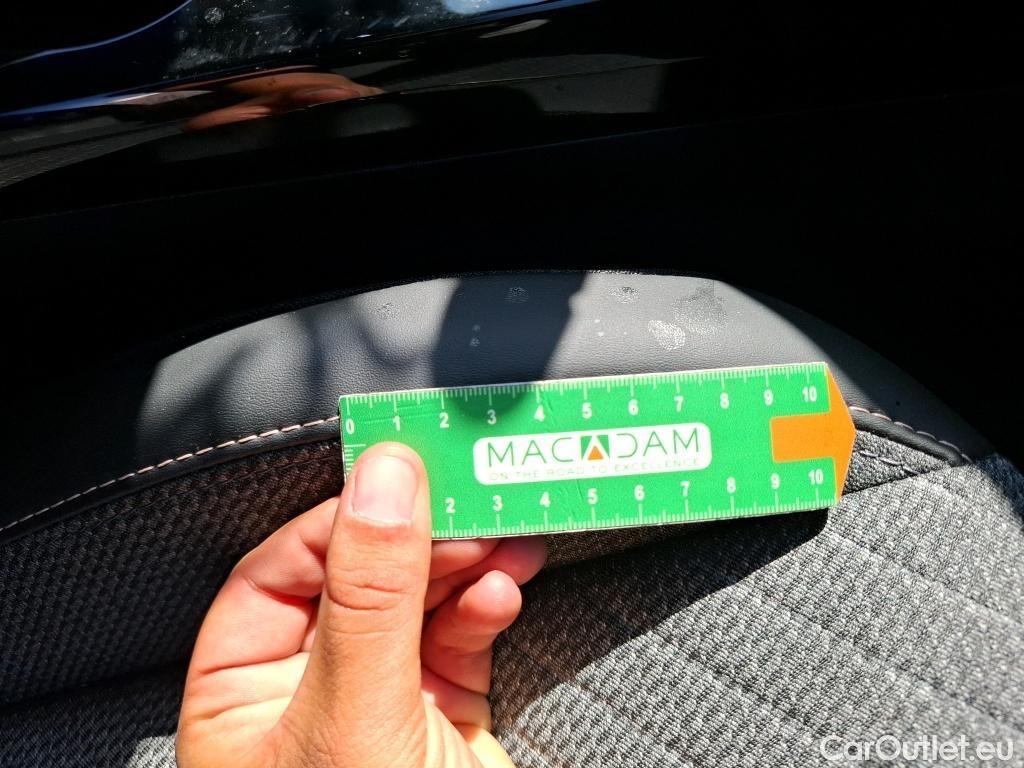 0 1 2 3 4 5 6 7 8 9 10
MACADAM
ON THE ROAD TO EXCELLENCE
2 3 4 5 6 7 8 9 10
CarOutlet.eu